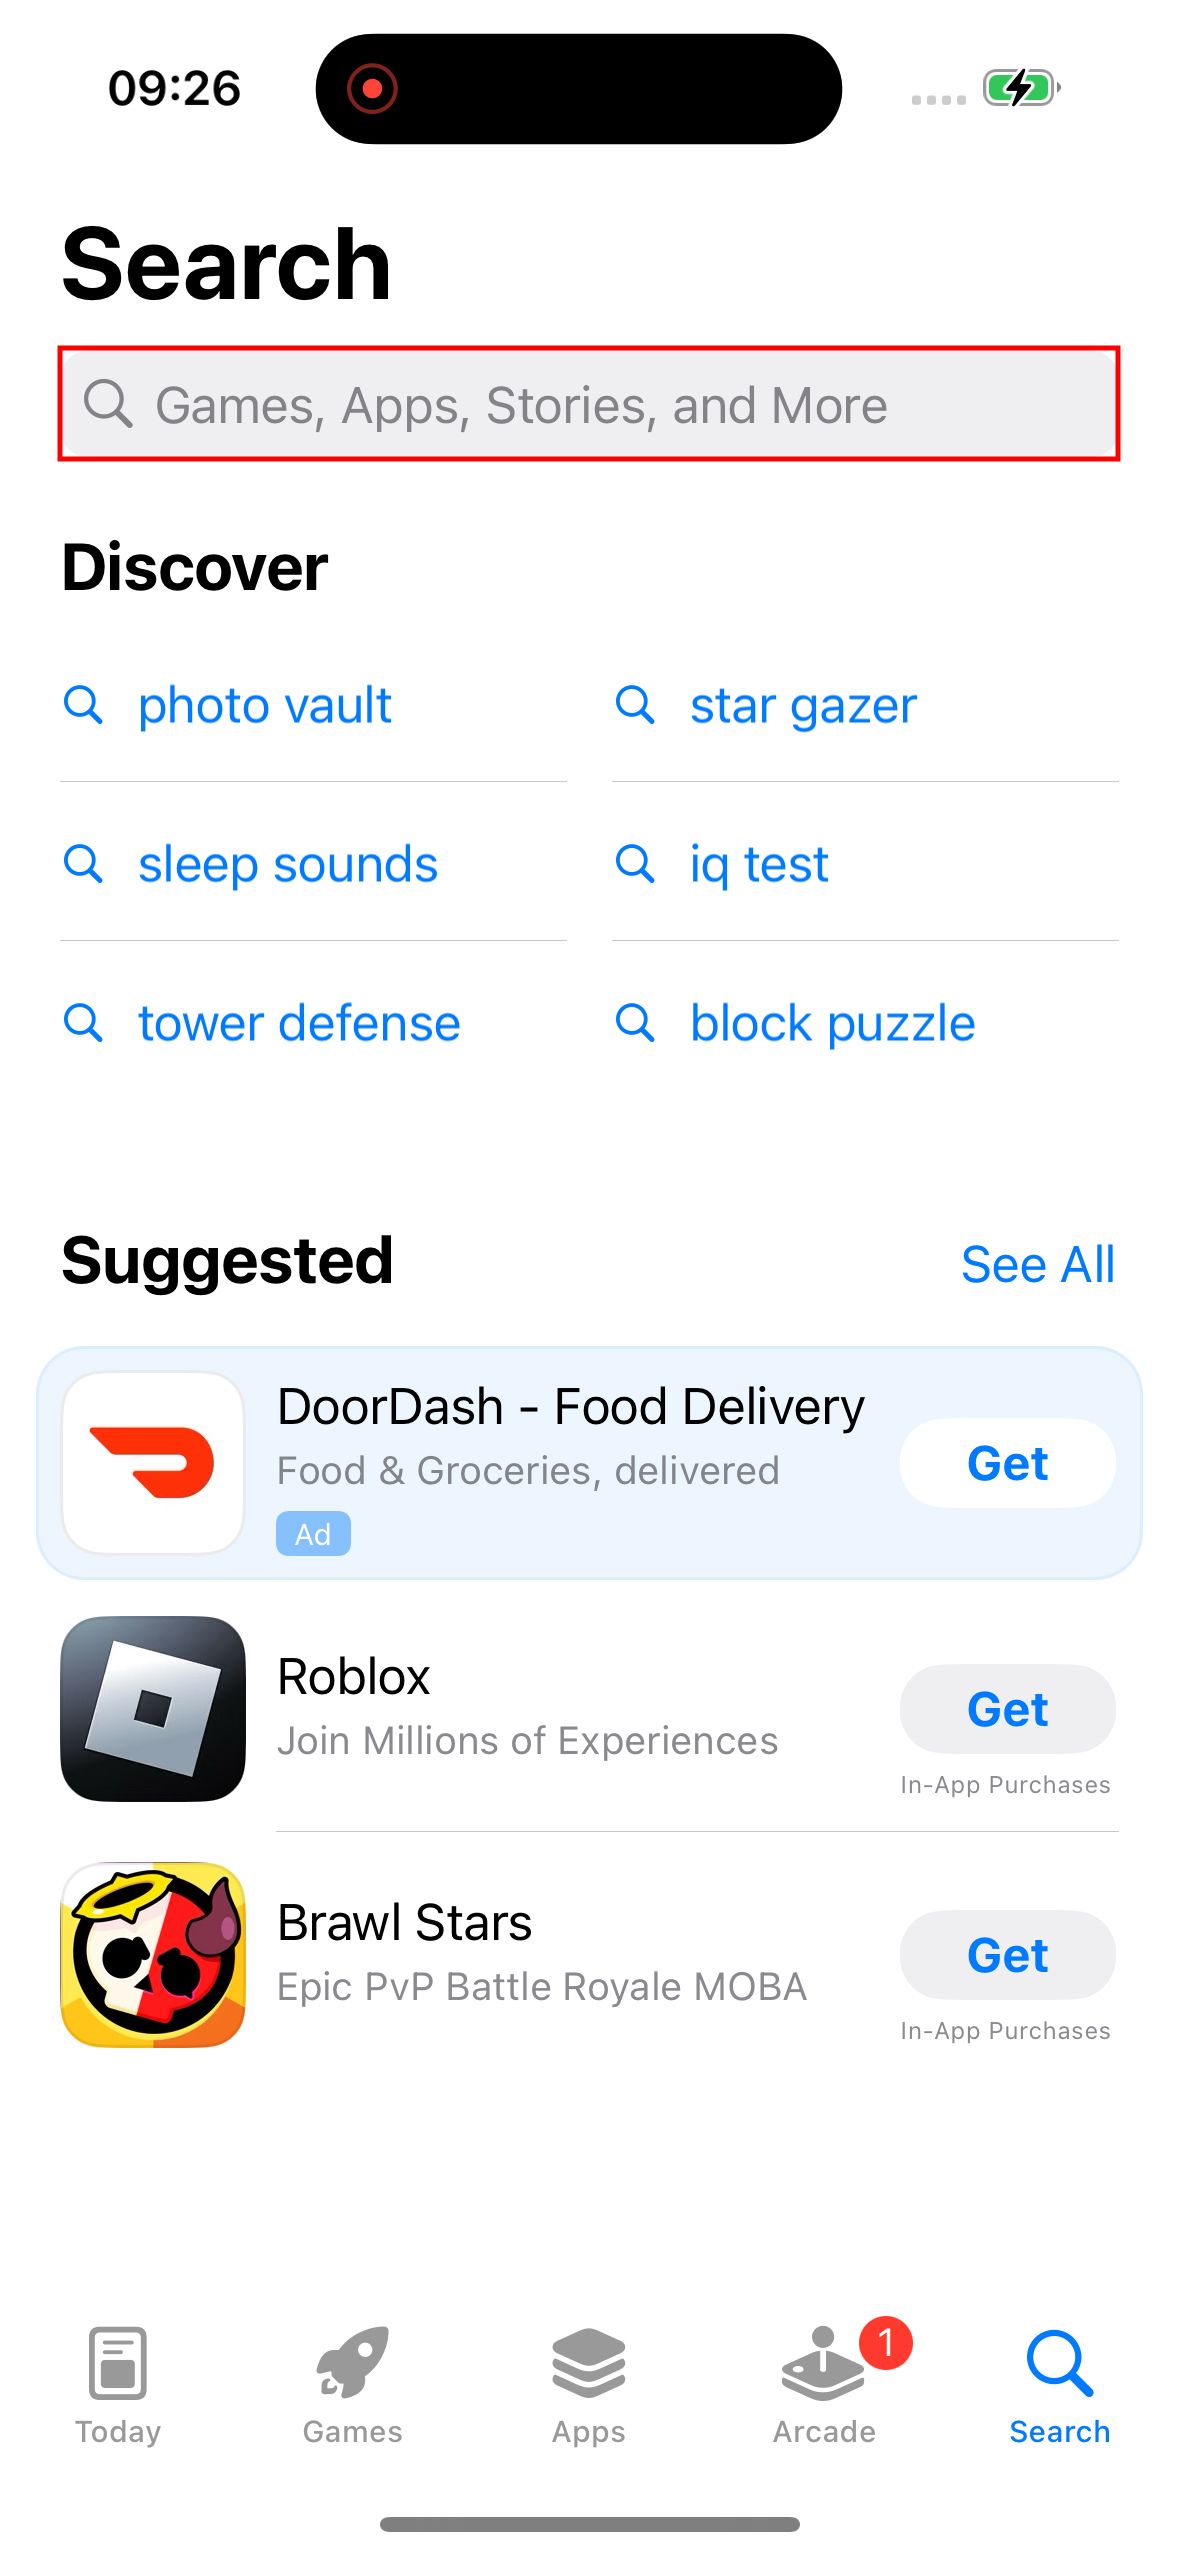 09:26
Search
Games, Apps, Stories, and More
Discover
photo vault
star gazer
sleep sounds
iq test
tower defense
block puzzle
Suggested
See All
DoorDash - Food Delivery
Food & Groceries, delivered
Ad
Get
Roblox
Join Millions of Experiences
Get
In-App Purchases
Brawl Stars
Epic PvP Battle Royale MOBA
Get
In-App Purchases
1
Today
Games
Apps
Arcade
Search